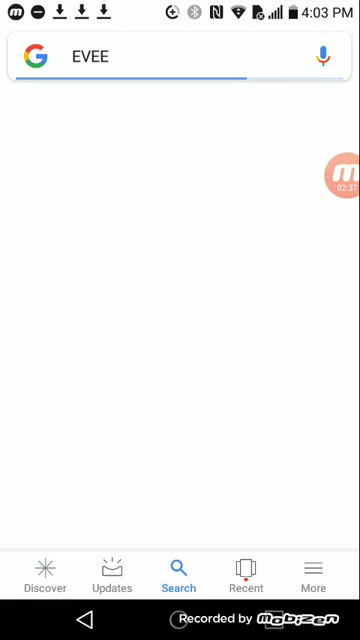 4:03 PM
EVEE
02:37
Discover
Updates
Search
Recent
More
Recorded by mobizen